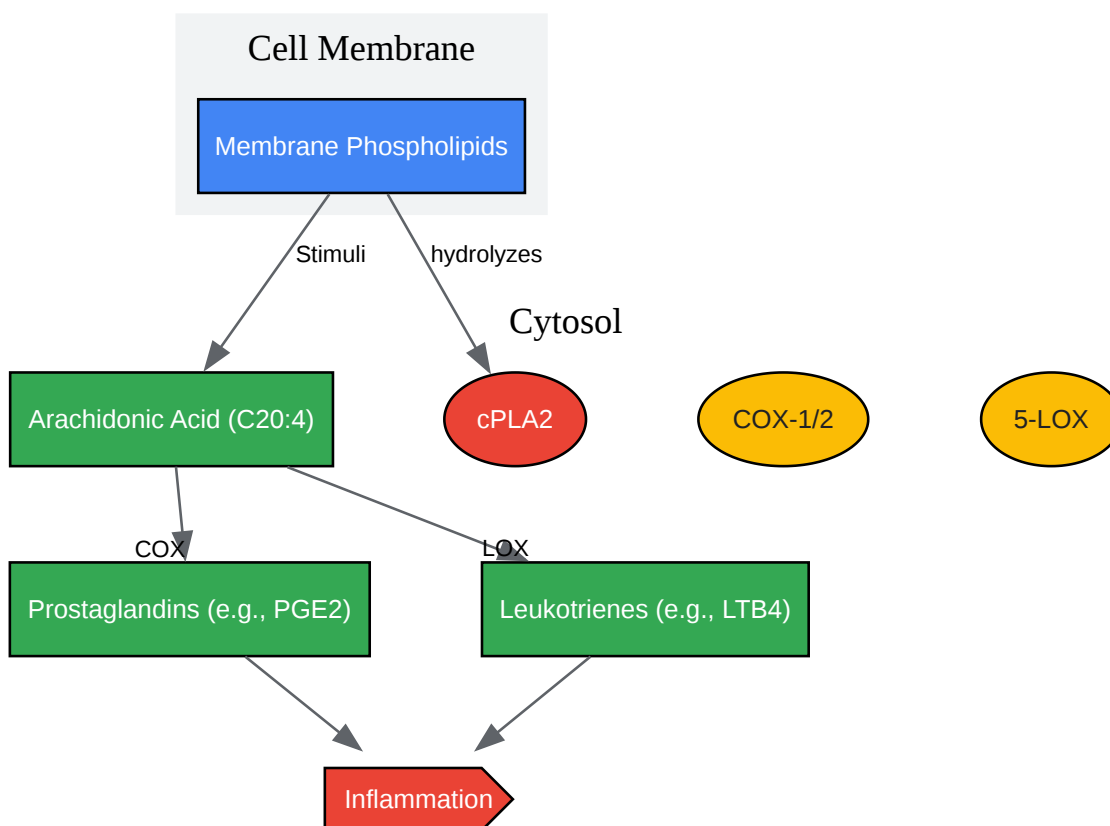 Cell Membrane
Membrane Phospholipids
Stimuli
hydrolyzes
Cytosol
Arachidonic Acid (C20:4)
cPLA2
COX-1/2
5-LOX
COX
LOX
Prostaglandins (e.g., PGE2)
Leukotrienes (e.g., LTB4)
Inflammation